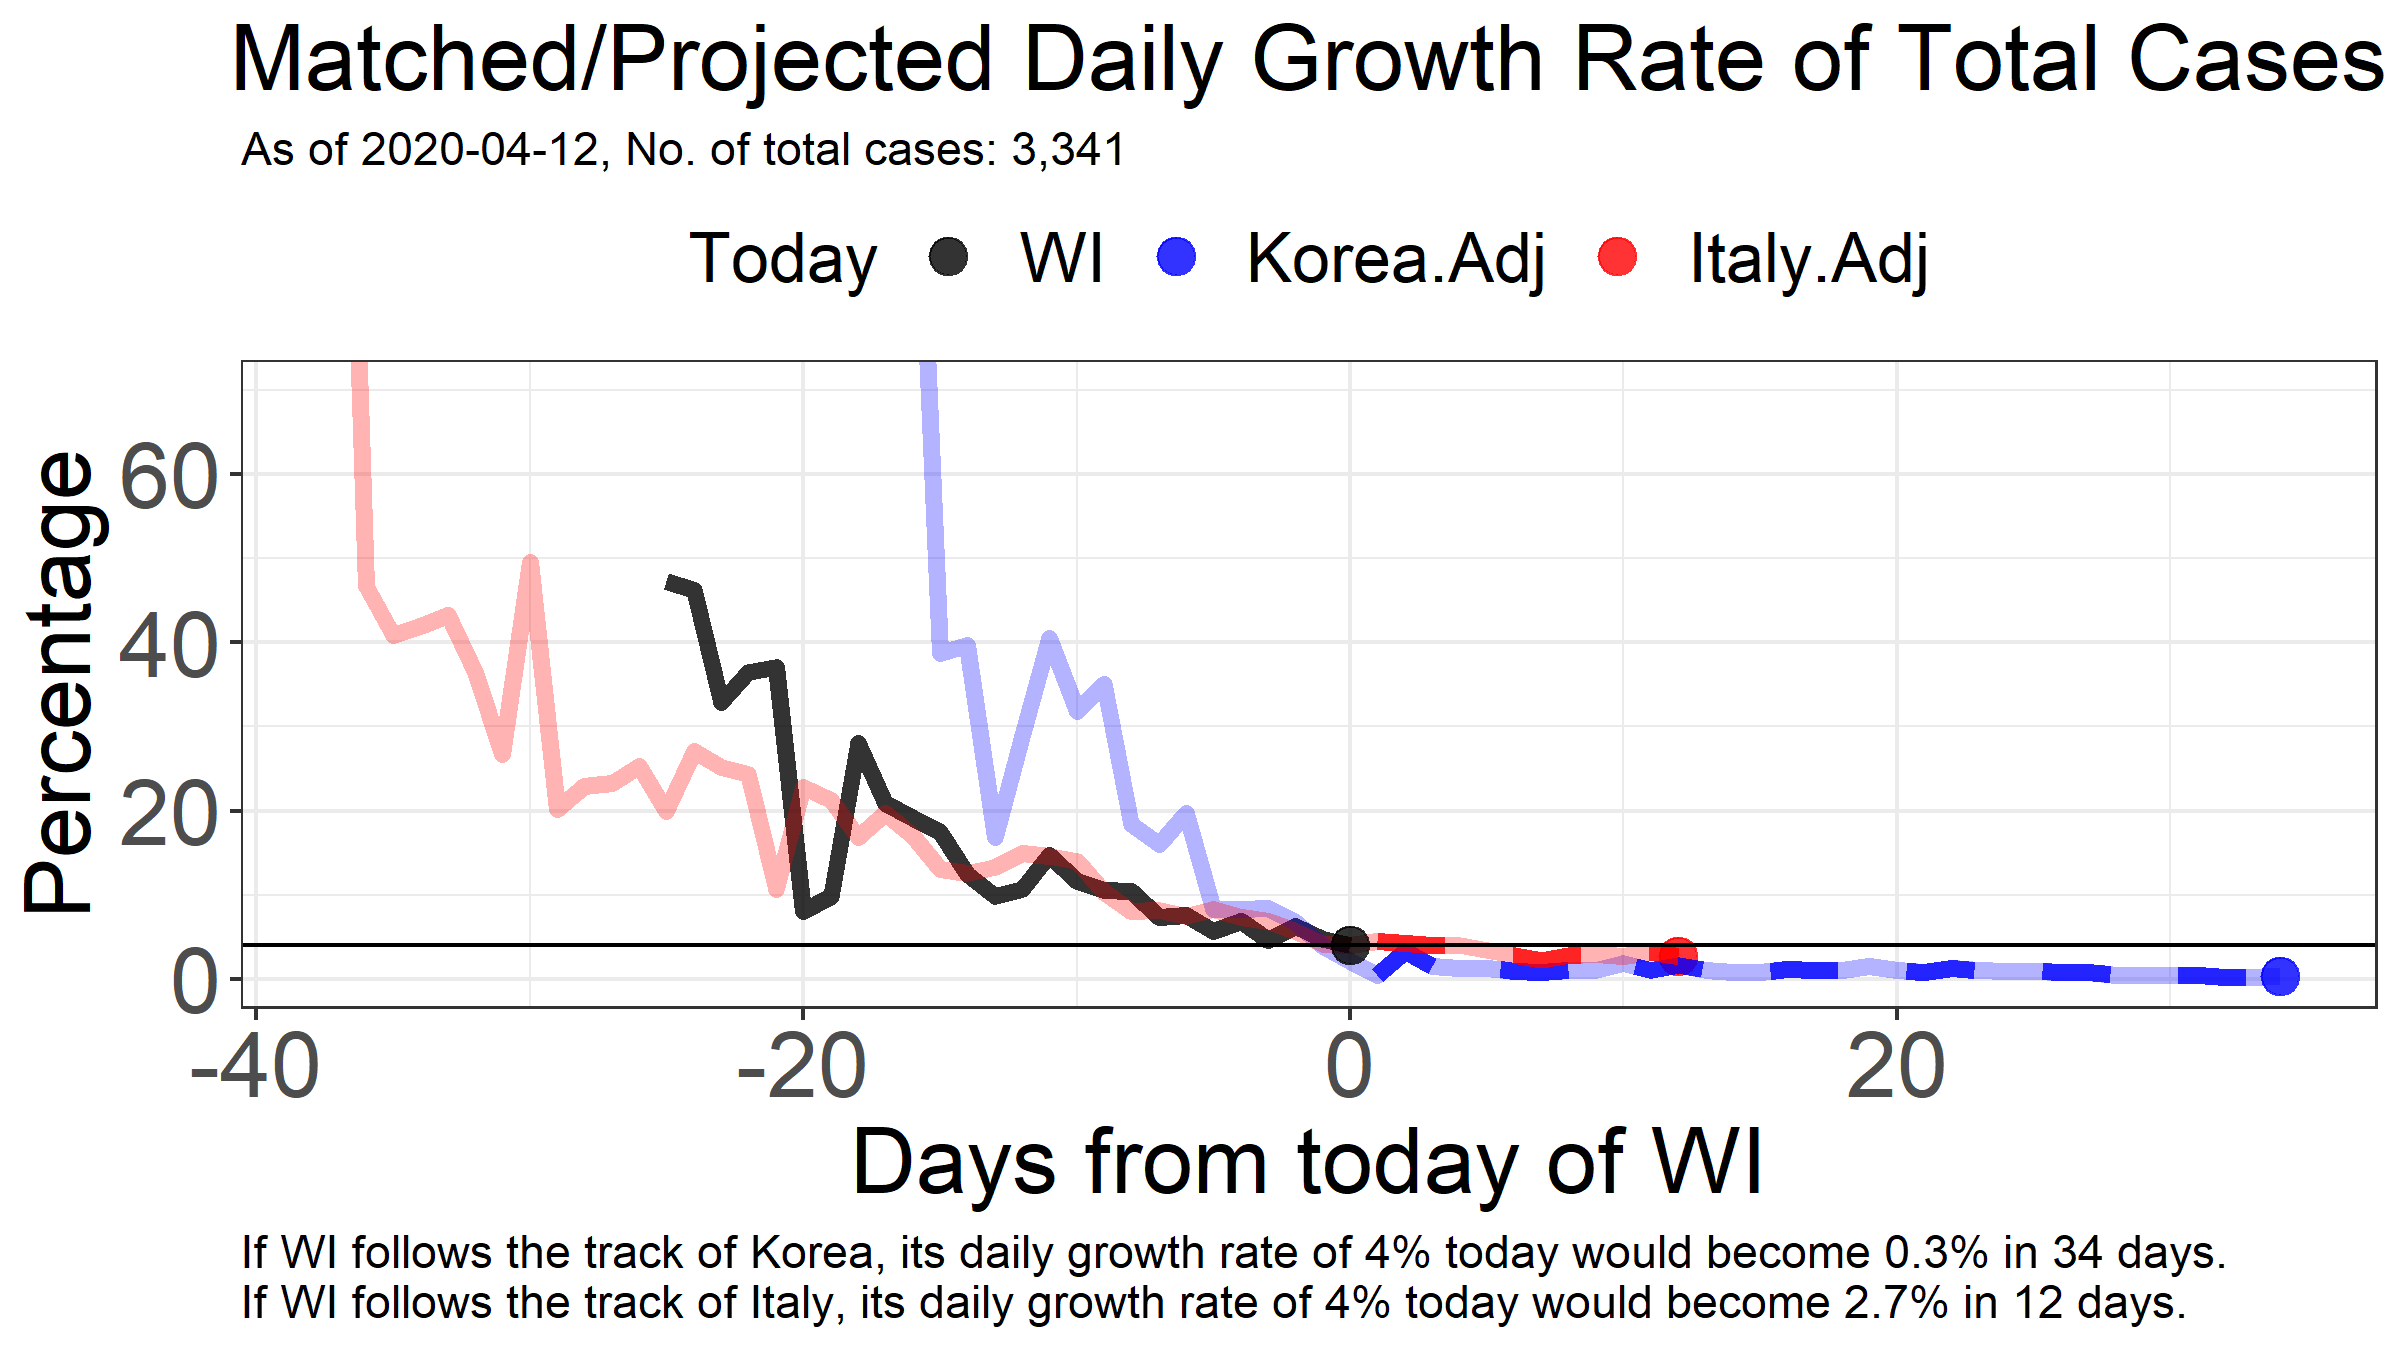 Matched/Projected Daily Growth Rate of Total Cases
As of 2020-04-12, No. of total cases: 3,341
Today WI Korea.Adj Italy.Adj
Percentage
60
40
20
0
-40 -20 0 20
Days from today of WI
If WI follows the track of Korea, its daily growth rate of 4% today would become 0.3% in 34 days.
If WI follows the track of Italy, its daily growth rate of 4% today would become 2.7% in 12 days.